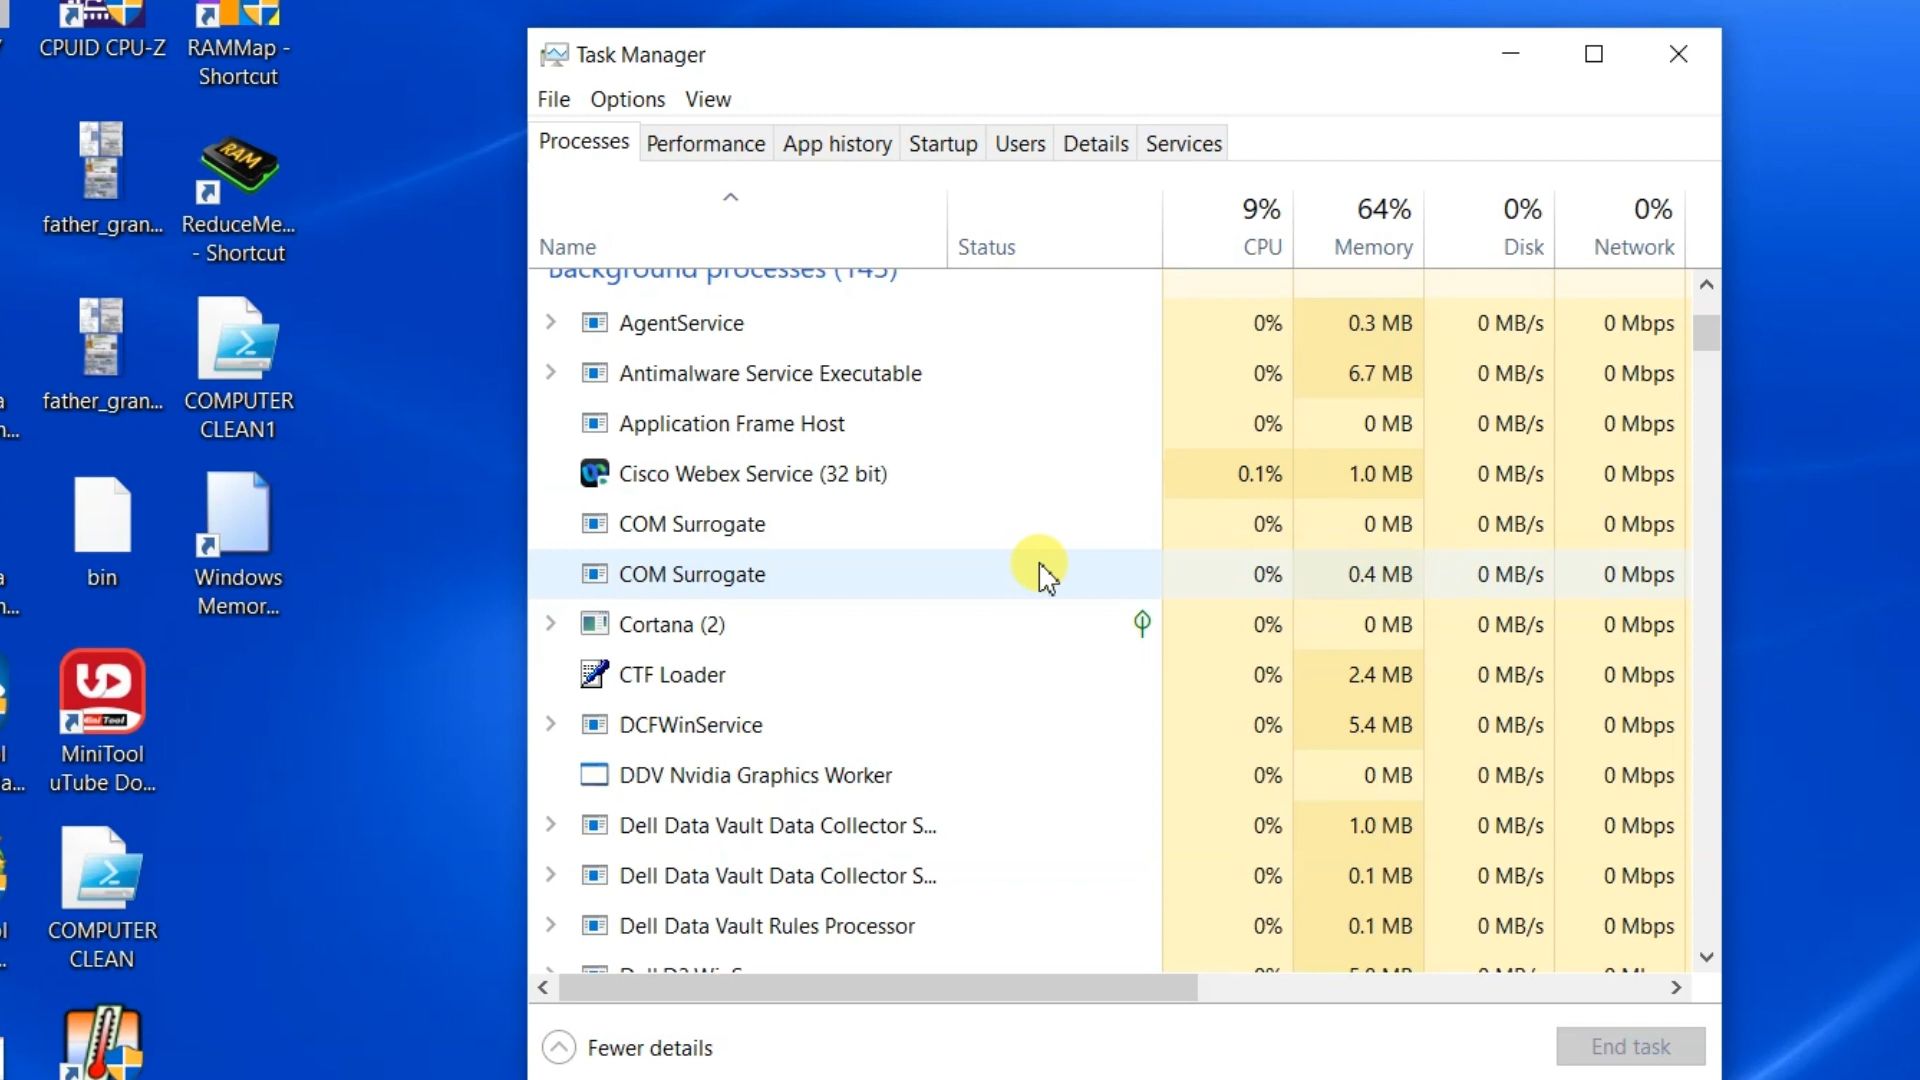 CPUID CPU-Z
RAMMap -
Shortcut
father_gran...
RAM
ReduceMe...
- Shortcut
father_gran...
COMPUTER
CLEAN1
bin
Windows
Memor...
MiniTool
MiniTool
uTube Do...
COMPUTER
CLEAN
Task Manager
File Options View
Processes Performance App history Startup Users Details Services
9% 64% 0% 0%
Name Status CPU Memory Disk Network
Background processes (145)
AgentService 0% 0.3 MB 0 MB/s 0 Mbps
Antimalware Service Executable 0% 6.7 MB 0 MB/s 0 Mbps
Application Frame Host 0% 0 MB 0 MB/s 0 Mbps
Cisco Webex Service (32 bit) 0.1% 1.0 MB 0 MB/s 0 Mbps
COM Surrogate 0% 0 MB 0 MB/s 0 Mbps
COM Surrogate 0% 0.4 MB 0 MB/s 0 Mbps
Cortana (2) 0% 0 MB 0 MB/s 0 Mbps
CTF Loader 0% 2.4 MB 0 MB/s 0 Mbps
DCFWinService 0% 5.4 MB 0 MB/s 0 Mbps
DDV Nvidia Graphics Worker 0% 0 MB 0 MB/s 0 Mbps
Dell Data Vault Data Collector S... 0% 1.0 MB 0 MB/s 0 Mbps
Dell Data Vault Data Collector S... 0% 0.1 MB 0 MB/s 0 Mbps
Dell Data Vault Rules Processor 0% 0.1 MB 0 MB/s 0 Mbps
Fewer details
End task